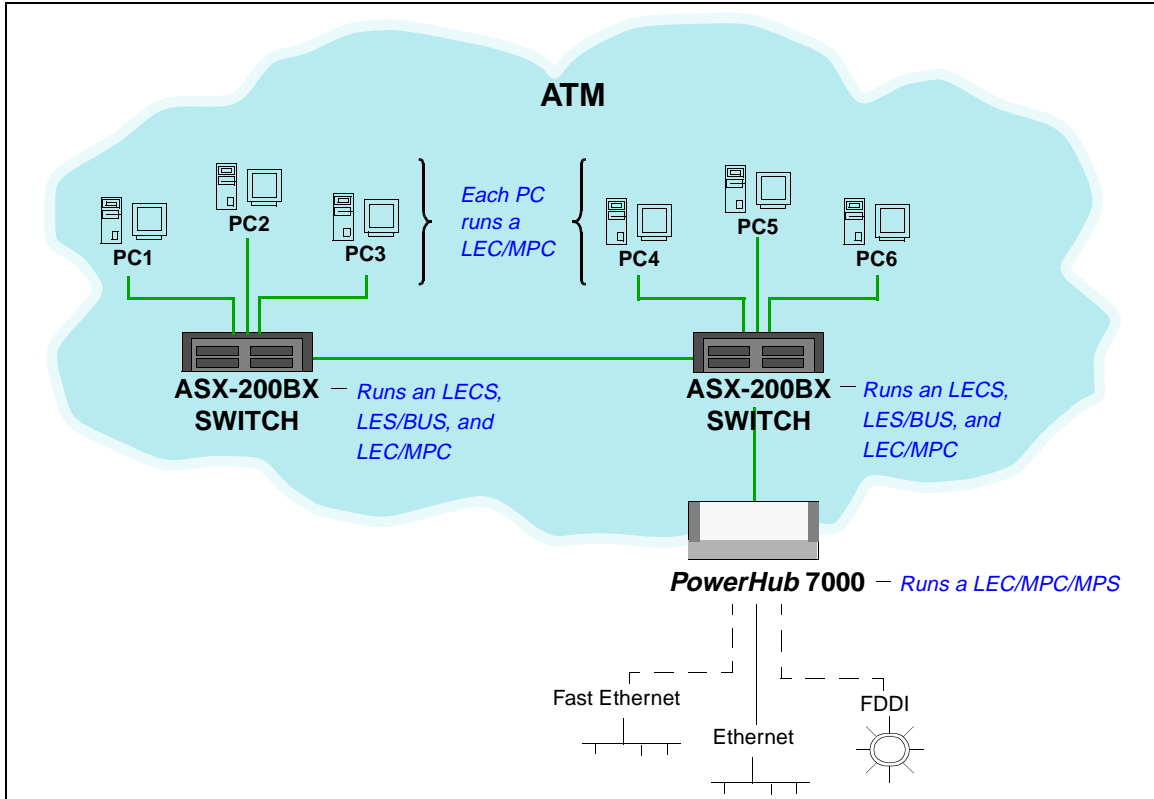 ATM
PC1
PC2
PC3
Each PC
runs a
LEC/MPC
PC4
PC5
PC6
ASX-200BX
SWITCH
Runs an LECS,
LES/BUS, and
LEC/MPC
ASX-200BX
SWITCH
Runs an LECS,
LES/BUS, and
LEC/MPC
PowerHub 7000
Runs a LEC/MPC/MPS
Fast Ethernet
Ethernet
FDDI